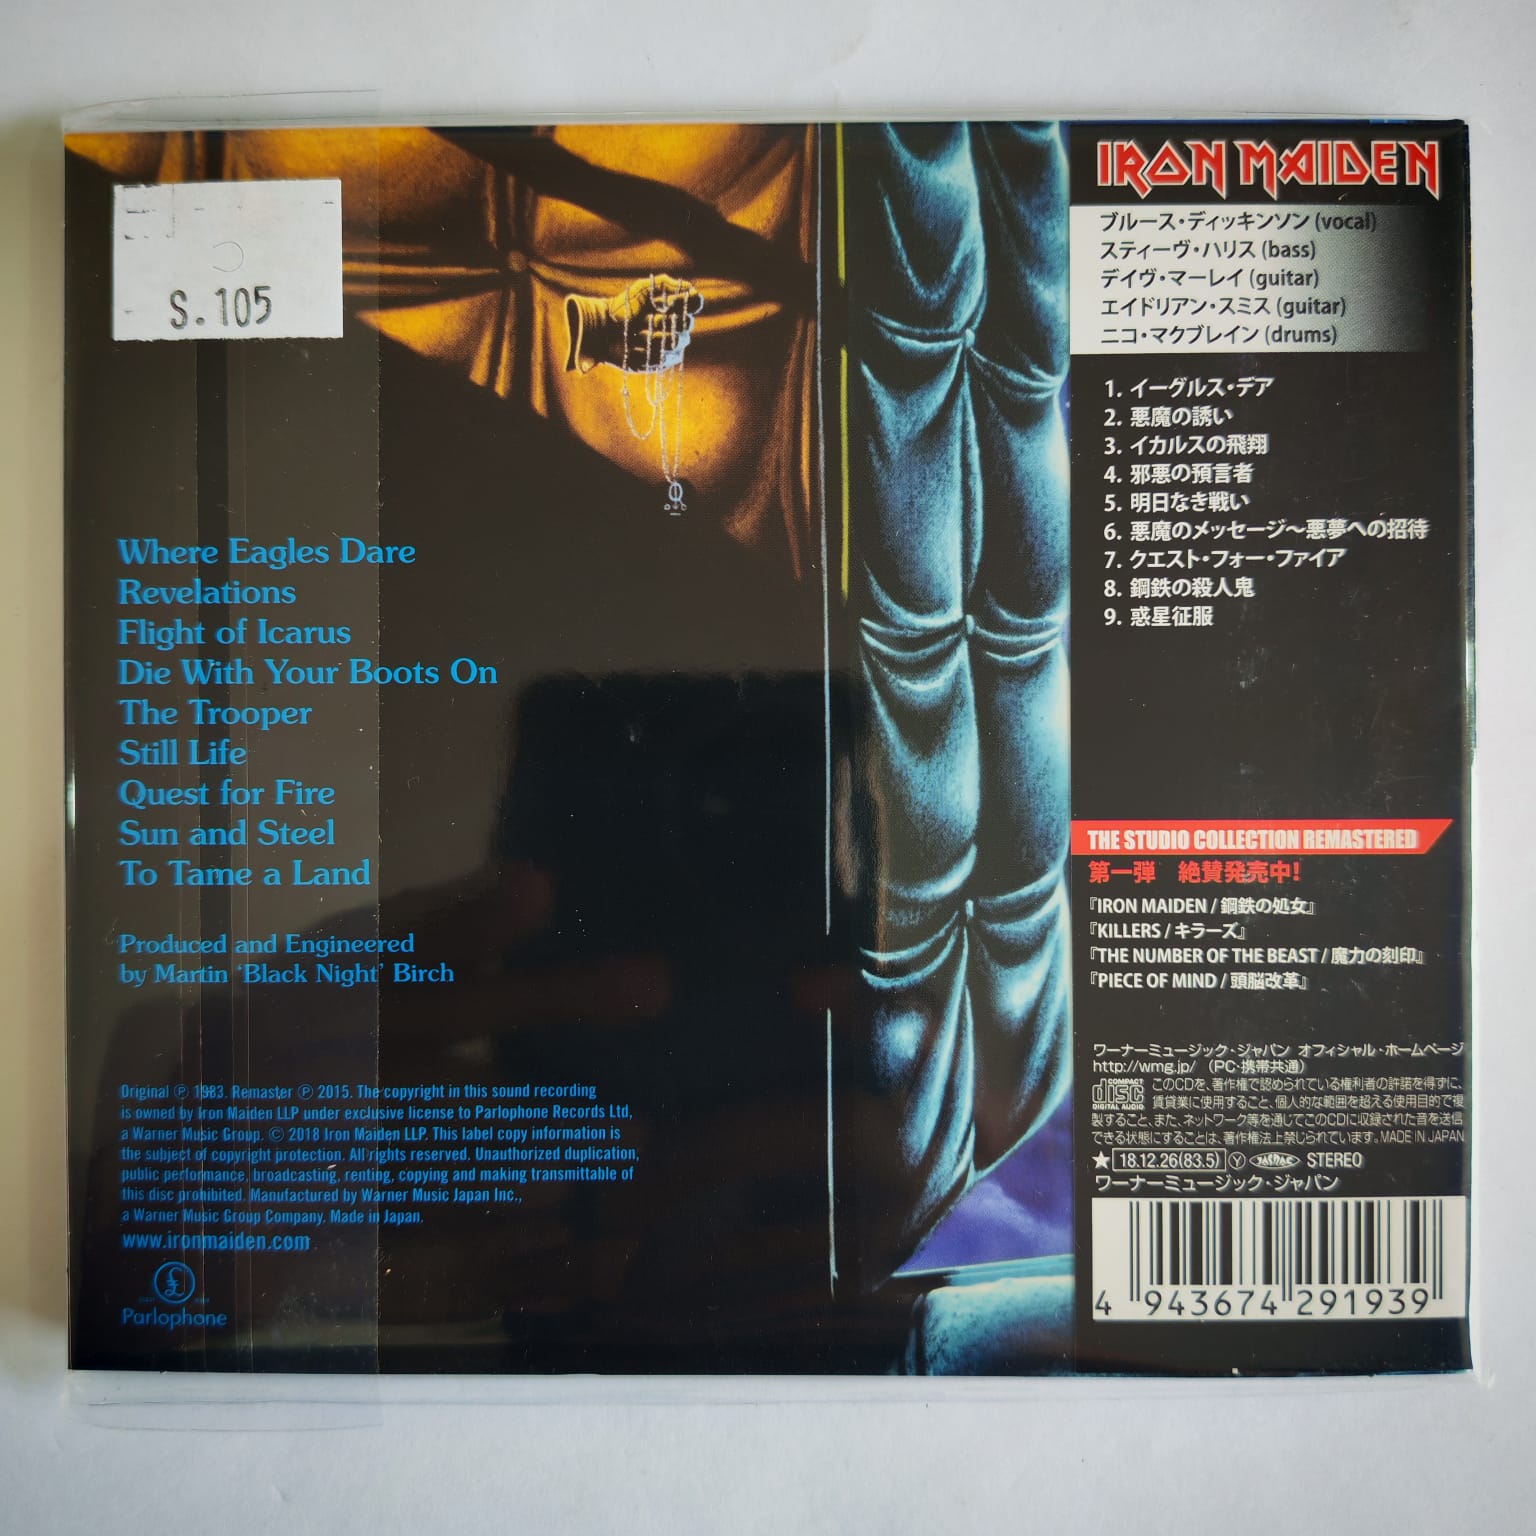 S.105
Where Eagles Dare
Revelations
Flight of Icarus
Die With Your Boots On
The Trooper
Still Life
Quest for Fire
Sun and Steel
To Tame a Land
Produced and Engineered
by Martin ‘Black Night’ Birch
Original ℗ 1983. Remaster ℗ 2015. The copyright in this sound recording
is owned by Iron Maiden LLP under exclusive license to Parlophone Records Ltd,
a Warner Music Group. © 2018 Iron Maiden LLP. This label copy information is
the subject of copyright protection. All rights reserved. Unauthorized duplication,
public performance, broadcasting, renting, copying and making transmittable of
this disc prohibited. Manufactured by Warner Music Japan Inc.,
a Warner Music Group Company. Made in Japan.
www.ironmaiden.com
Parlophone
IRON MAIDEN
ブルース・ディッキンソン (vocal)
スティーヴ・ハリス (bass)
デイヴ・マーレイ (guitar)
エイドリアン・スミス (guitar)
ニコ・マクブレイン (drums)
1. イーグルス・デア
2. 悪魔の誘い
3. イカルスの飛翔
4. 邪悪の預言者
5. 明日なき戦い
6. 悪魔のメッセージ〜悪夢への招待
7. クエスト・フォー・ファイア
8. 鋼鉄の殺人鬼
9. 惑星征服
THE STUDIO COLLECTION REMASTERED
第一弾 絶賛発売中!
『IRON MAIDEN / 鋼鉄の処女』
『KILLERS / キラーズ』
『THE NUMBER OF THE BEAST / 魔力の刻印』
『PIECE OF MIND / 頭脳改革』
ワーナーミュージック・ジャパン オフィシャル・ホームページ
http://wmg.jp/ (PC・携帯共通)
COMPACT disc DIGITAL AUDIO
このCDを、著作権で認められている権利者の許諾を得ずに、
賃貸業に使用すること、個人的な範囲を超える使用目的で複
製すること、また、ネットワーク等を通じてこのCDに収録された音を送信
できる状態にすることは、著作権法上禁じられています。MADE IN JAPAN
★ 18.12.26(83.5) Ⓨ JASRAC STEREO
ワーナーミュージック・ジャパン
4 943674 291939